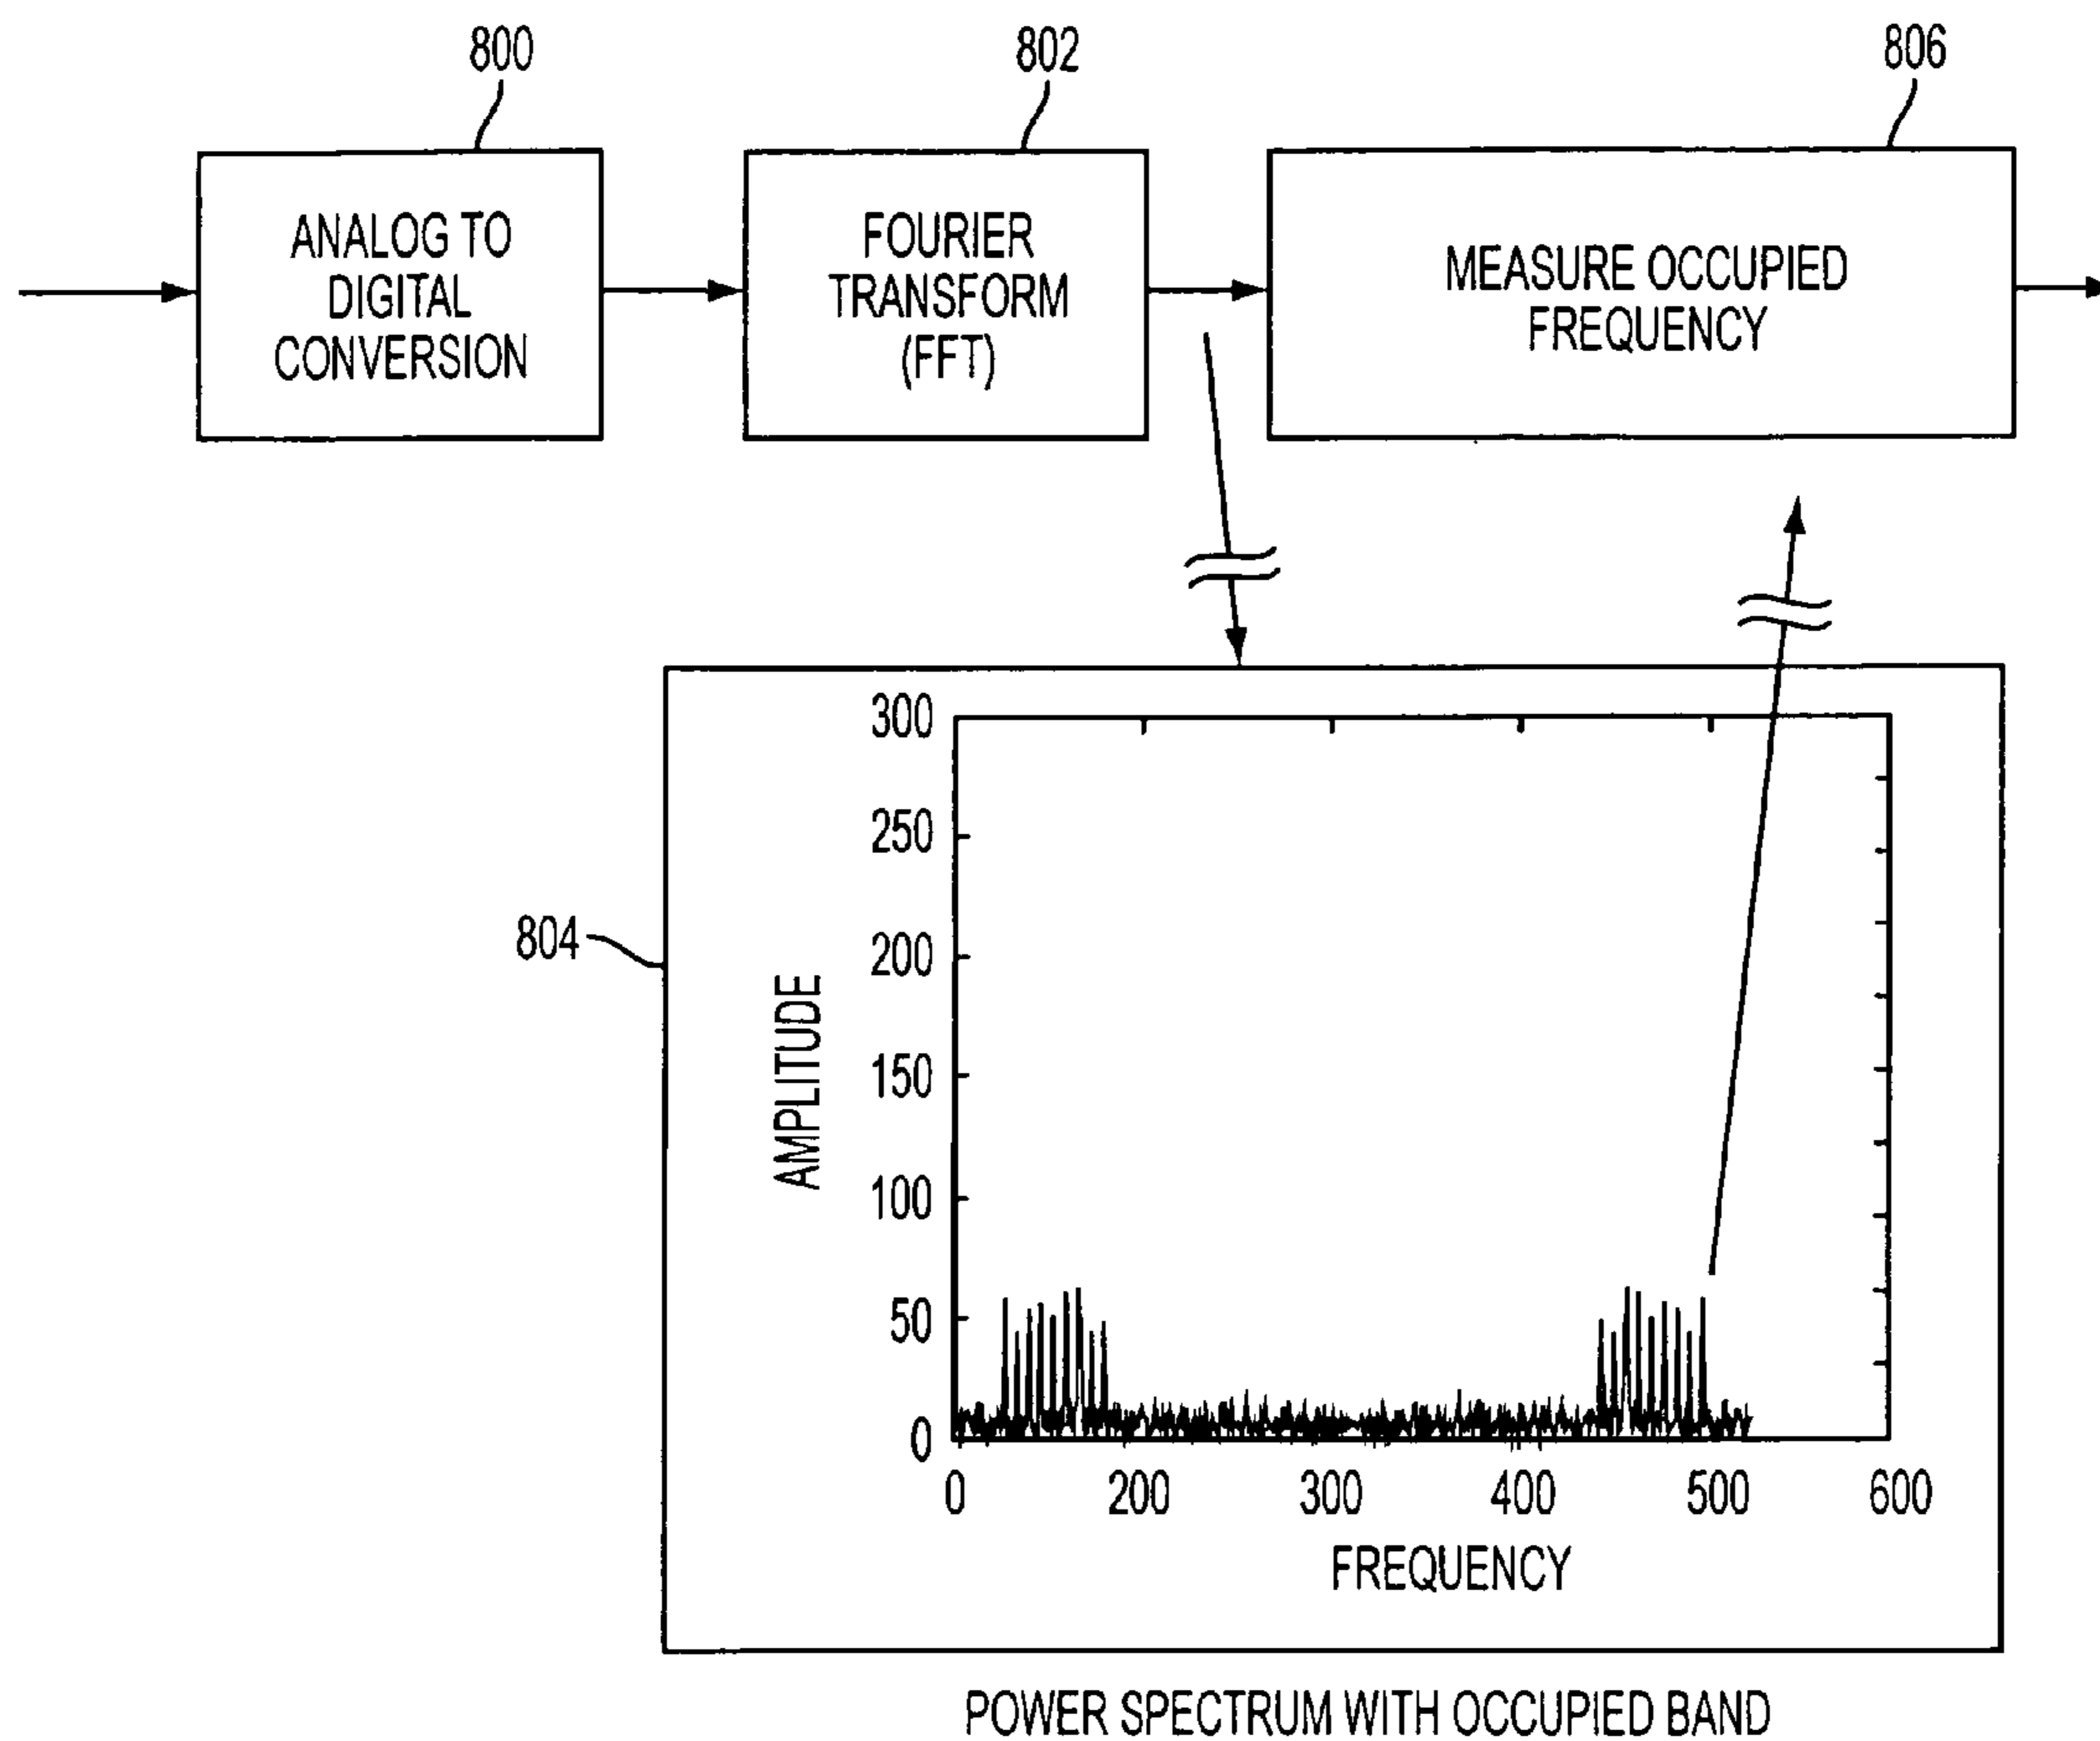 800
802
806
ANALOG TO
DIGITAL
CONVERSION
FOURIER
TRANSFORM
(FFT)
MEASURE OCCUPIED
FREQUENCY
804
AMPLITUDE
300
250
200
150
100
50
0
0 200 300 400 500 600
FREQUENCY
POWER SPECTRUM WITH OCCUPIED BAND